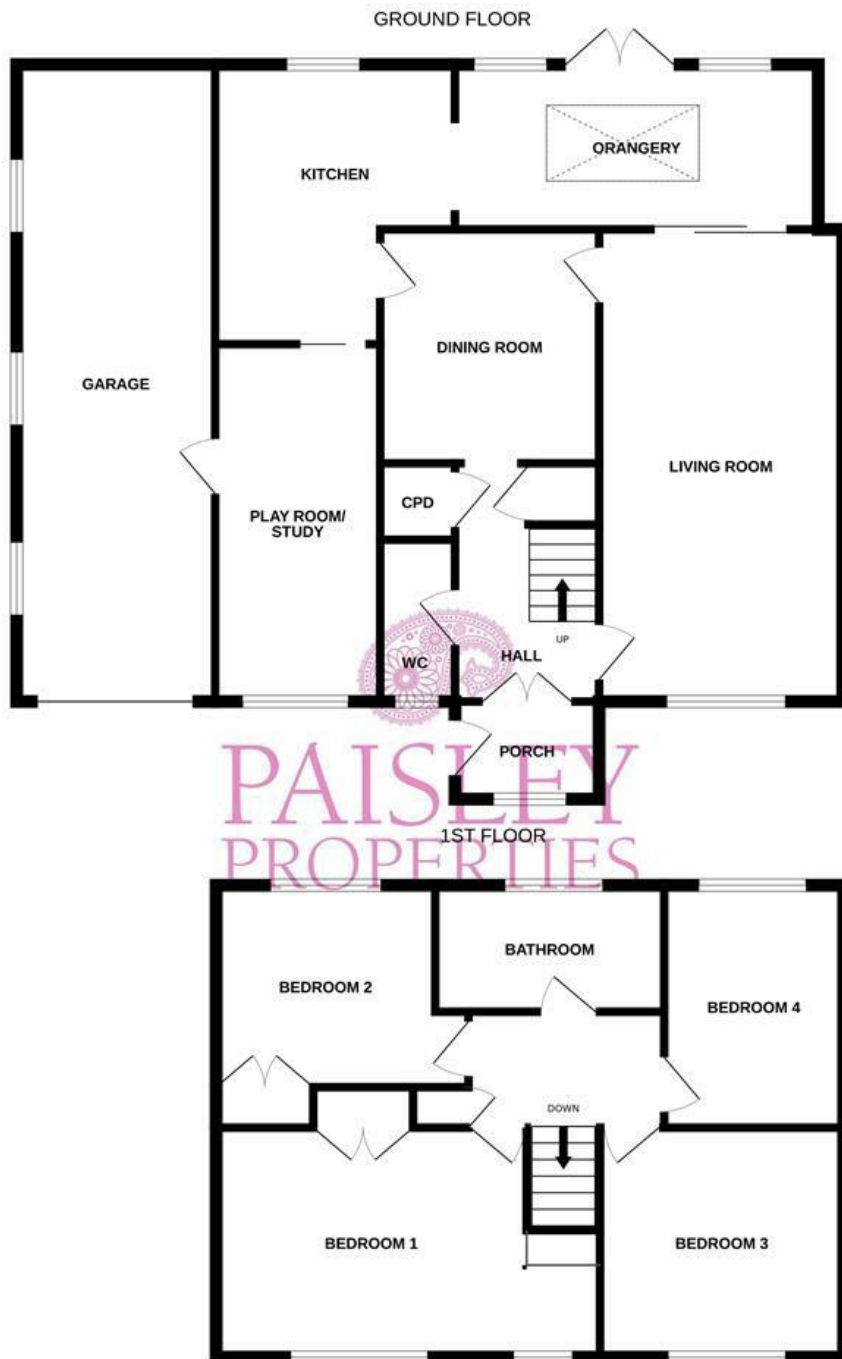 GROUND FLOOR
KITCHEN
ORANGERY
GARAGE
DINING ROOM
LIVING ROOM
CPD
PLAY ROOM/
STUDY
UP
WC
HALL
PORCH
PAISLEY
PROPERTIES
1ST FLOOR
BATHROOM
BEDROOM 2
BEDROOM 4
DOWN
BEDROOM 1
BEDROOM 3